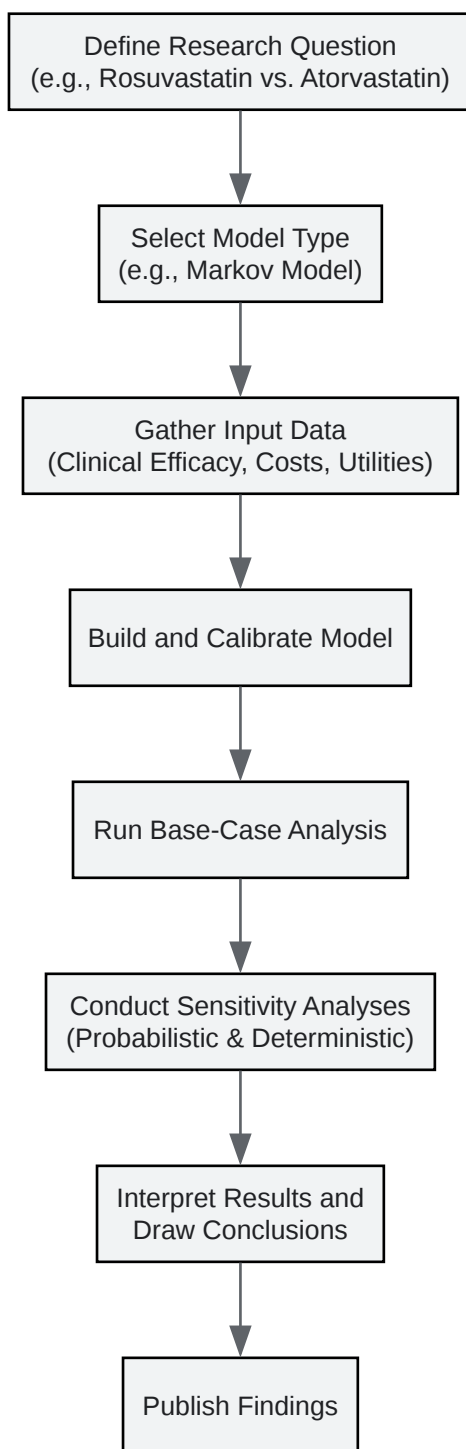 Define Research Question
(e.g., Rosuvastatin vs. Atorvastatin)
Select Model Type
(e.g., Markov Model)
Gather Input Data
(Clinical Efficacy, Costs, Utilities)
Build and Calibrate Model
Run Base-Case Analysis
Conduct Sensitivity Analyses
(Probabilistic & Deterministic)
Interpret Results and
Draw Conclusions
Publish Findings